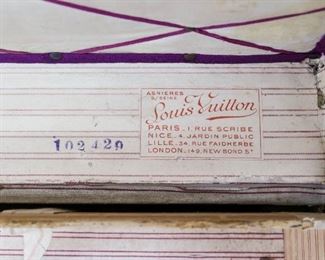 ASNIERES
S/ SEINE
Louis Vuitton
PARIS. 1. RUE SCRIBE
NICE. 4. JARDIN PUBLIC
LILLE. 34. RUE FAIDHERBE
LONDON. 149. NEW BOND ST
102429